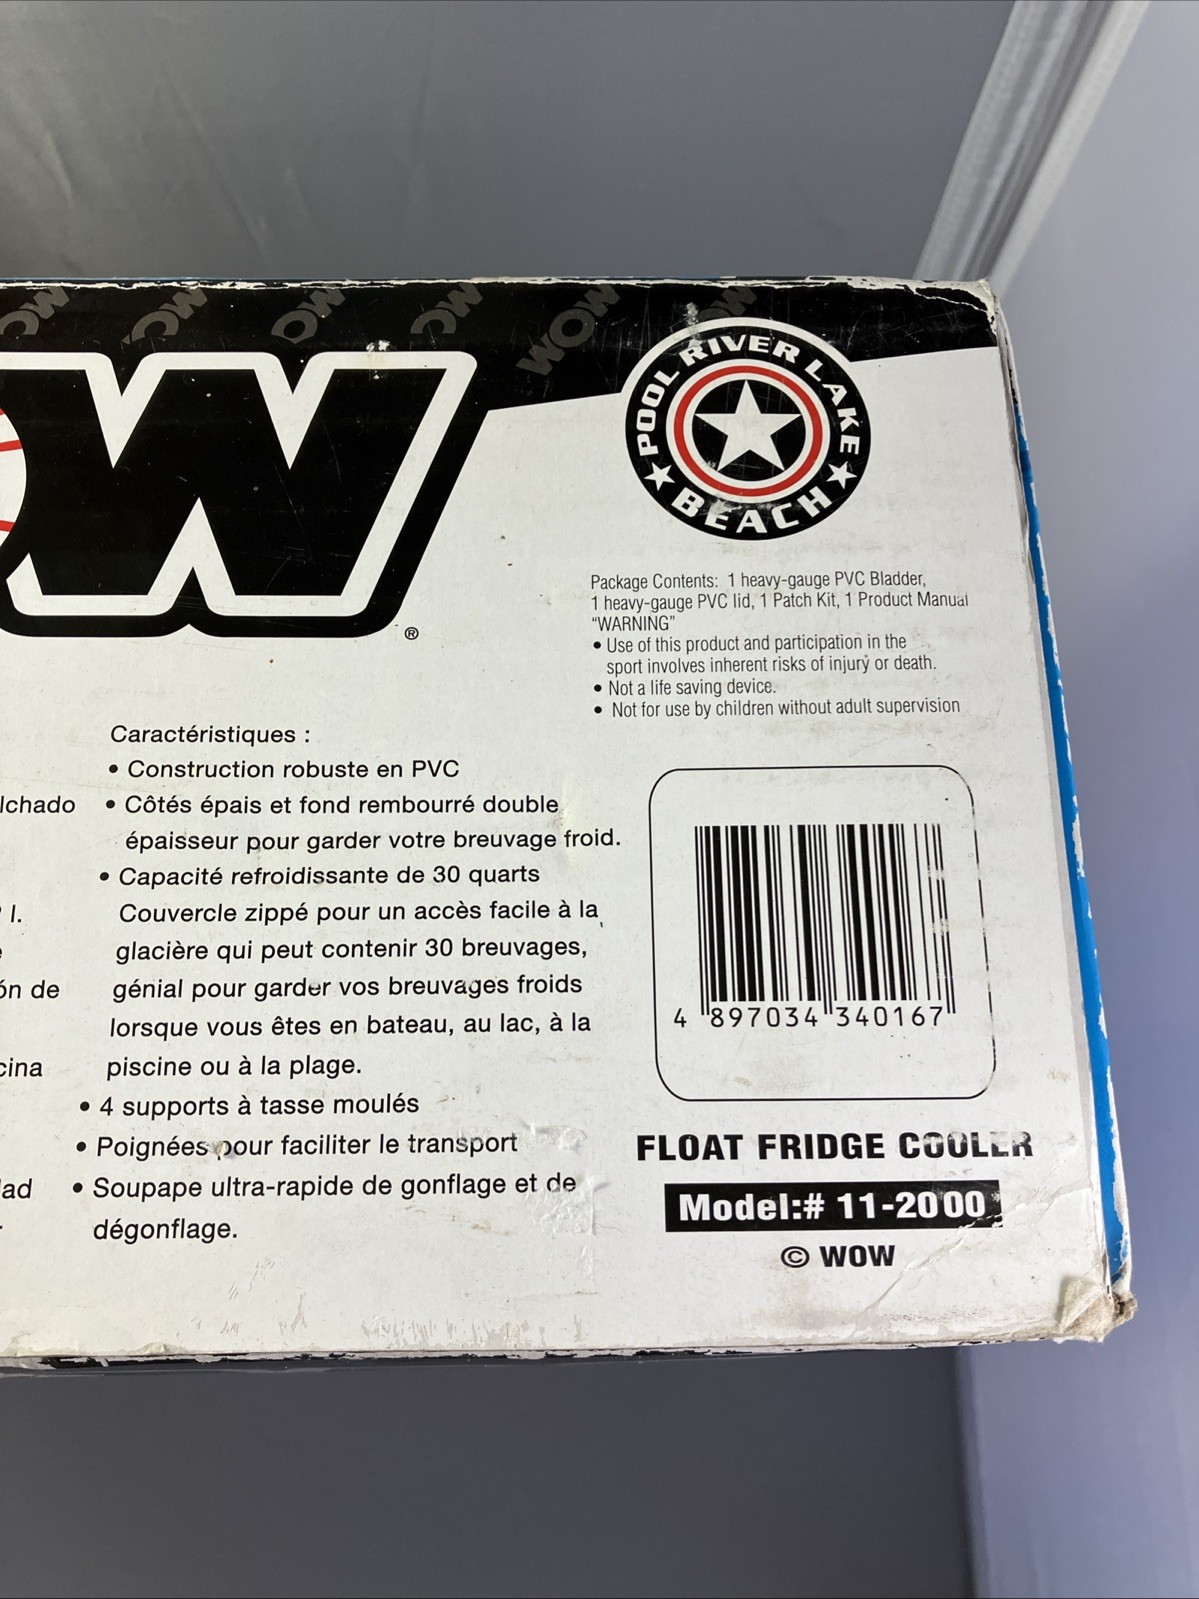 OW OW OW OW WOW OW
OW
®
POOL RIVER LAKE
BEACH
Package Contents: 1 heavy-gauge PVC Bladder,
1 heavy-gauge PVC lid, 1 Patch Kit, 1 Product Manual
“WARNING”
• Use of this product and participation in the
sport involves inherent risks of injury or death.
• Not a life saving device.
• Not for use by children without adult supervision
lchado
l.
ón de
cina
ad
Caractéristiques :
• Construction robuste en PVC
• Côtés épais et fond rembourré double
épaisseur pour garder votre breuvage froid.
• Capacité refroidissante de 30 quarts
Couvercle zippé pour un accès facile à la
glacière qui peut contenir 30 breuvages,
génial pour garder vos breuvages froids
lorsque vous êtes en bateau, au lac, à la
piscine ou à la plage.
• 4 supports à tasse moulés
• Poignées pour faciliter le transport
• Soupape ultra-rapide de gonflage et de
dégonflage.
4 897034 340167
FLOAT FRIDGE COOLER
Model:# 11-2000
© WOW